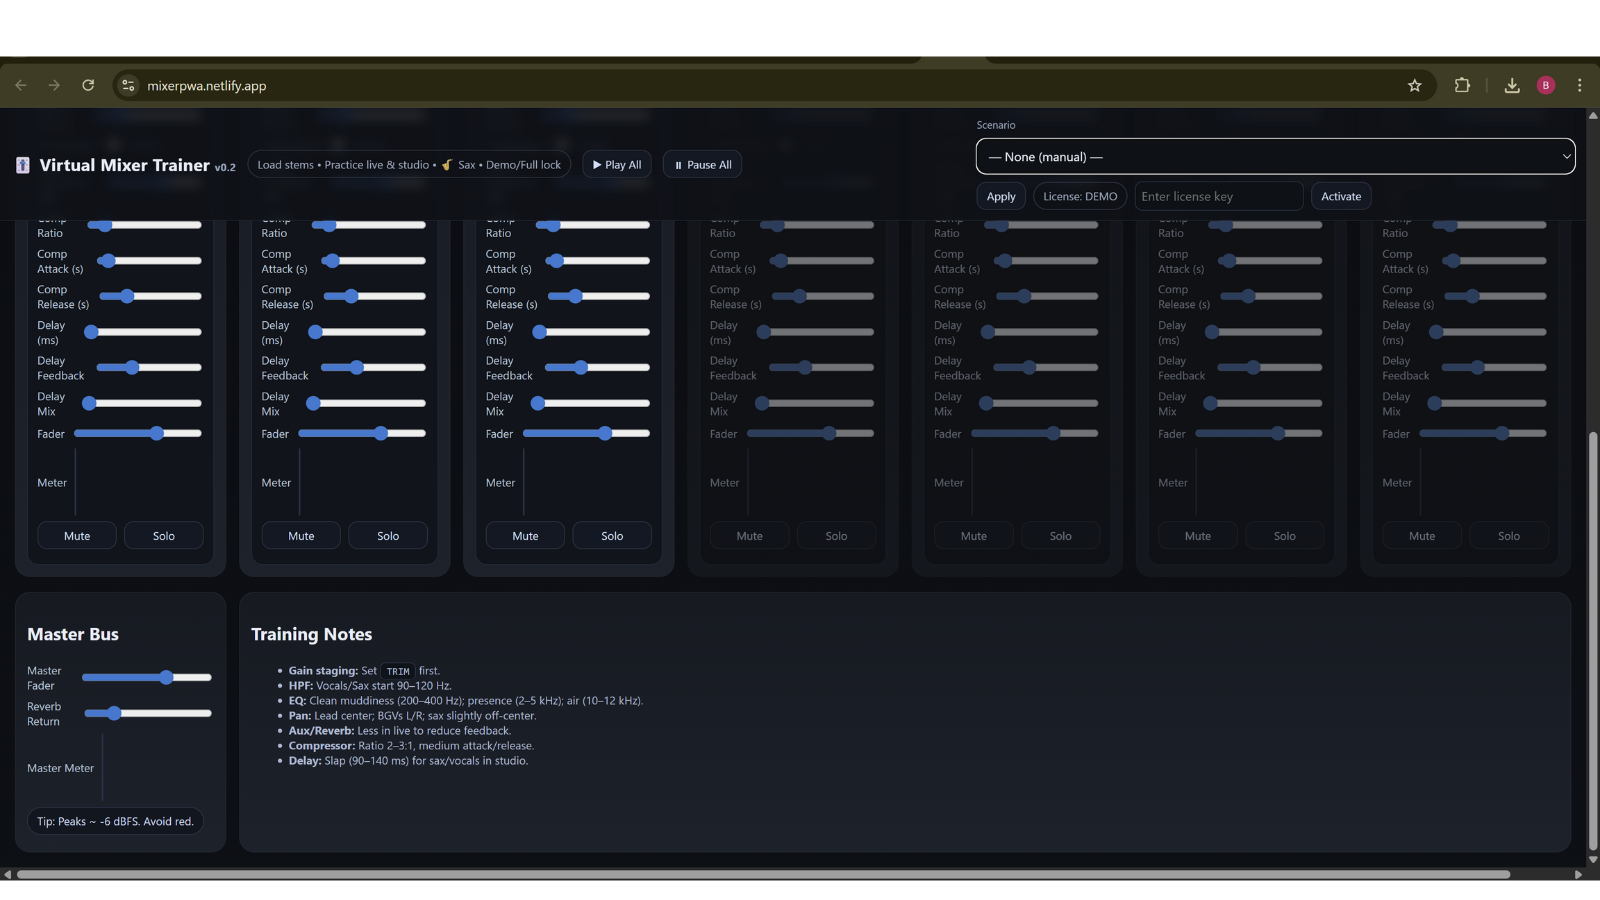 mixerpwa.netlify.app
B
Virtual Mixer Trainer v0.2
Load stems • Practice live & studio • 🎷 Sax • Demo/Full lock
▶ Play All
⏸ Pause All
Scenario
— None (manual) —
Apply
License: DEMO
Enter license key
Activate
Comp Comp Comp Comp Comp Comp Comp
Ratio Ratio Ratio Ratio Ratio Ratio Ratio
Comp Comp Comp Comp Comp Comp Comp
Attack (s) Attack (s) Attack (s) Attack (s) Attack (s) Attack (s) Attack (s)
Comp Comp Comp Comp Comp Comp Comp
Release (s) Release (s) Release (s) Release (s) Release (s) Release (s) Release (s)
Delay Delay Delay Delay Delay Delay Delay
(ms) (ms) (ms) (ms) (ms) (ms) (ms)
Delay Delay Delay Delay Delay Delay Delay
Feedback Feedback Feedback Feedback Feedback Feedback Feedback
Delay Delay Delay Delay Delay Delay Delay
Mix Mix Mix Mix Mix Mix Mix
Fader Fader Fader Fader Fader Fader Fader
Meter Meter Meter Meter Meter Meter Meter
Mute Solo Mute Solo Mute Solo Mute Solo Mute Solo Mute Solo Mute Solo
Master Bus
Master
Fader
Reverb
Return
Master Meter
Tip: Peaks ~ -6 dBFS. Avoid red.
Training Notes
• Gain staging: Set TRIM first.
• HPF: Vocals/Sax start 90–120 Hz.
• EQ: Clean muddiness (200–400 Hz); presence (2–5 kHz); air (10–12 kHz).
• Pan: Lead center; BGVs L/R; sax slightly off-center.
• Aux/Reverb: Less in live to reduce feedback.
• Compressor: Ratio 2–3:1, medium attack/release.
• Delay: Slap (90–140 ms) for sax/vocals in studio.